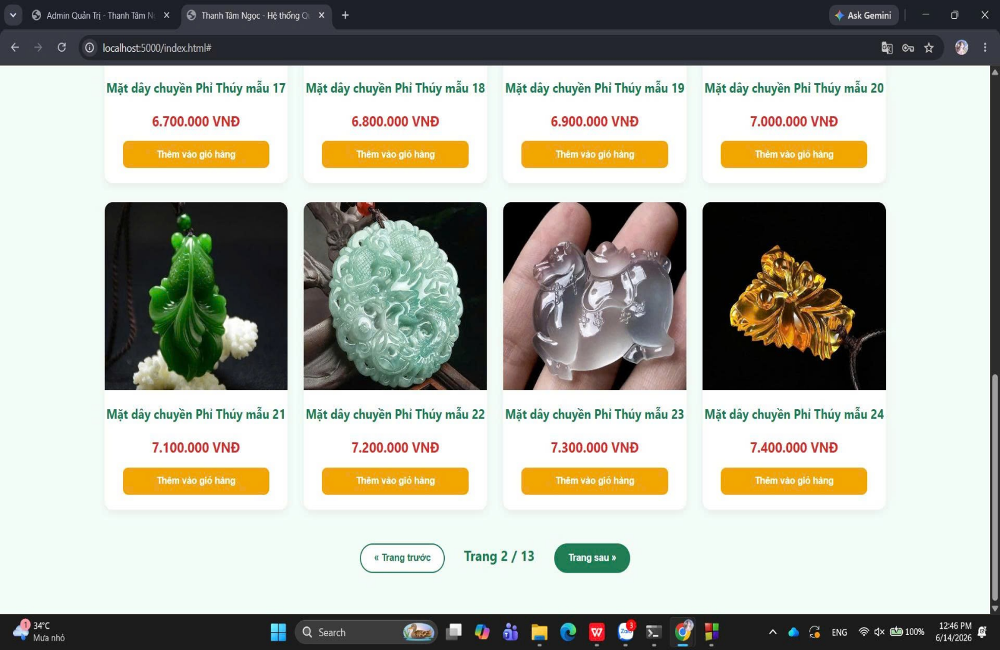 Admin Quản Trị - Thanh Tâm N
Thanh Tâm Ngọc - Hệ thống Q
Ask Gemini
localhost:5000/index.html#
Mặt dây chuyền Phỉ Thúy mẫu 17
Mặt dây chuyền Phỉ Thúy mẫu 18
Mặt dây chuyền Phỉ Thúy mẫu 19
Mặt dây chuyền Phỉ Thúy mẫu 20
6.700.000 VNĐ
6.800.000 VNĐ
6.900.000 VNĐ
7.000.000 VNĐ
Thêm vào giỏ hàng
Thêm vào giỏ hàng
Thêm vào giỏ hàng
Thêm vào giỏ hàng
Mặt dây chuyền Phỉ Thúy mẫu 21
Mặt dây chuyền Phỉ Thúy mẫu 22
Mặt dây chuyền Phỉ Thúy mẫu 23
Mặt dây chuyền Phỉ Thúy mẫu 24
7.100.000 VNĐ
7.200.000 VNĐ
7.300.000 VNĐ
7.400.000 VNĐ
Thêm vào giỏ hàng
Thêm vào giỏ hàng
Thêm vào giỏ hàng
Thêm vào giỏ hàng
« Trang trước
Trang 2 / 13
Trang sau »
1
34°C
Mưa nhỏ
Search
Zalo
3
ENG
100%
12:46 PM
6/14/2026